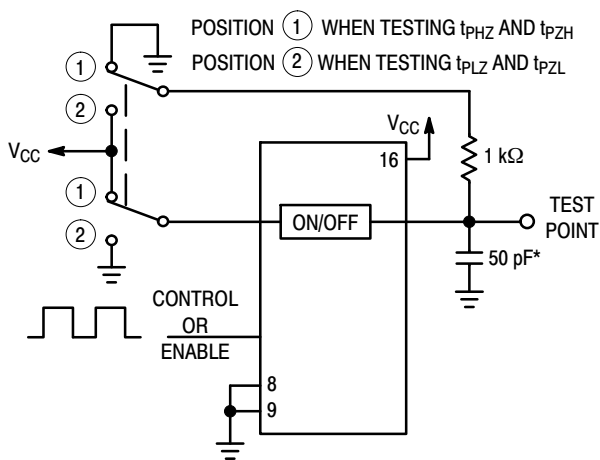 POSITION 1 WHEN TESTING tPHZ AND tPZH
POSITION 2 WHEN TESTING tPLZ AND tPZL
1
2
VCC
1
2
VCC
16
1 kΩ
ON/OFF
TEST
POINT
50 pF*
CONTROL
OR
ENABLE
8
9